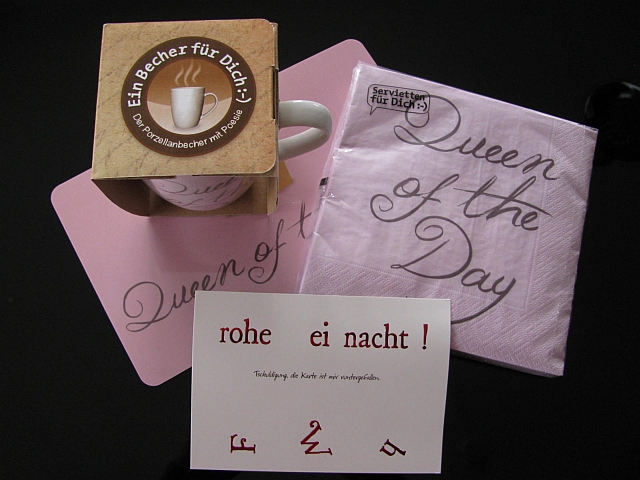 Ein Becher für Dich :-)
Der Porzellanbecher mit Poesie
Servietten
für Dich :-)
Queen
of the
Day
Queen of t
rohe ei nacht !
Tschuldigung, die Karte ist mir runtergefallen.
F W h